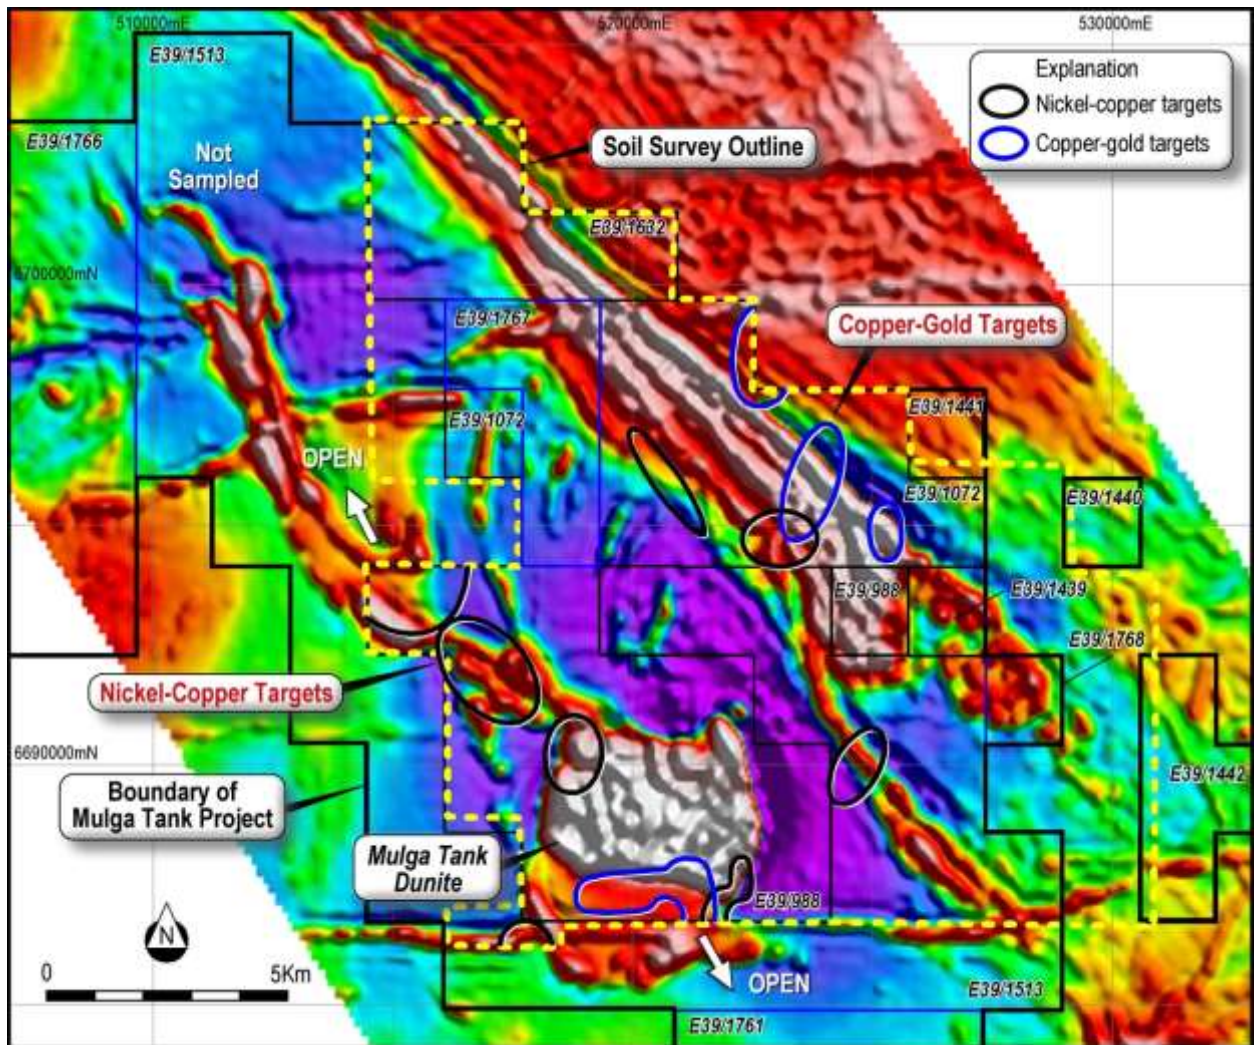 510000mE
520000mE
530000mE
E39/1513
Explanation
Nickel-copper targets
Copper-gold targets
E39/1766
Not
Sampled
Soil Survey Outline
E39/1632
6700000mN
E39/1767
Copper-Gold Targets
E39/1072
E39/1441
OPEN
E39/1072
E39/1440
E39/988
E39/1439
E39/1768
Nickel-Copper Targets
6690000mN
E39/1442
Boundary of
Mulga Tank Project
Mulga Tank
Dunite
E39/988
N
0
5Km
OPEN
E39/1513
E39/1761